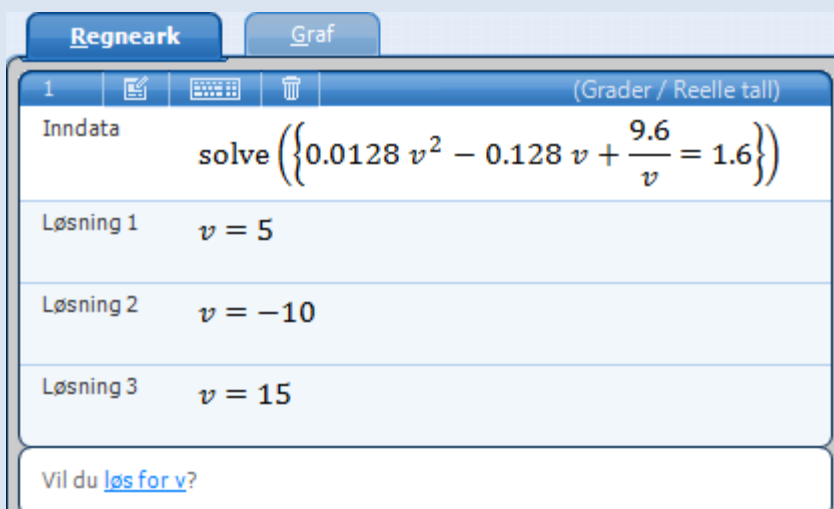 Regneark
Graf
1 (Grader / Reelle tall)
Inndata
solve ({0.0128 v² − 0.128 v + 9.6/v = 1.6})
Løsning 1 v = 5
Løsning 2 v = −10
Løsning 3 v = 15
Vil du løs for v?